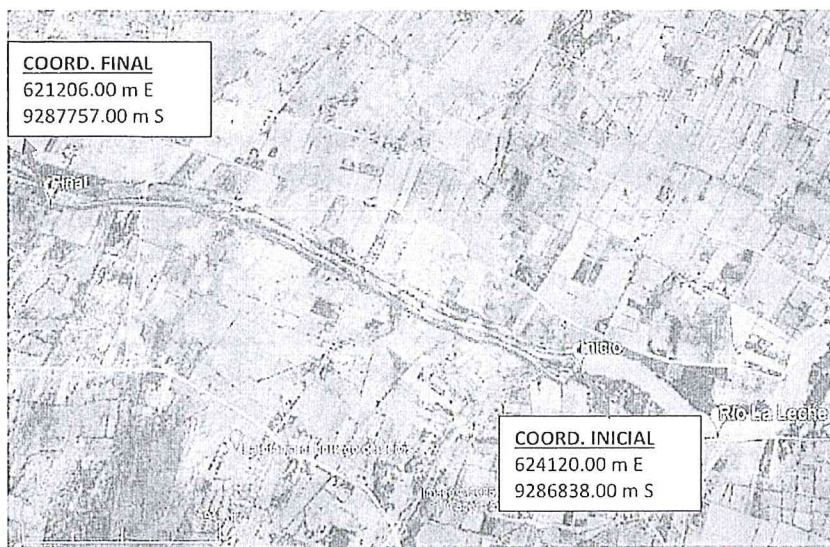 COORD. FINAL
621206.00 m E
9287757.00 m S
Final
Inicio
Río La Leche
COORD. INICIAL
624120.00 m E
9286838.00 m S